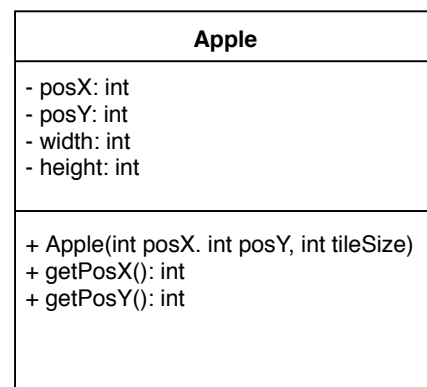 Apple
- posX: int
- posY: int
- width: int
- height: int
+ Apple(int posX. int posY, int tileSize)
+ getPosX(): int
+ getPosY(): int